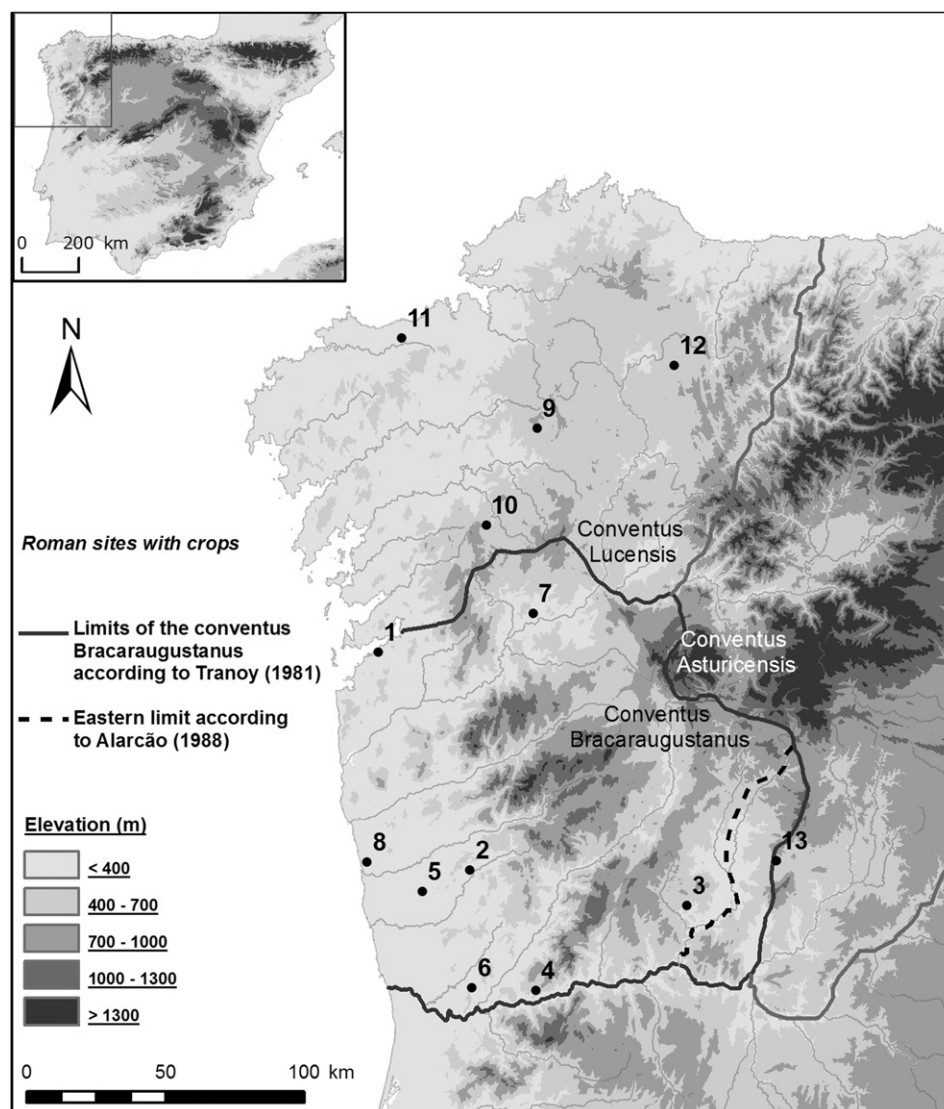 0 200 km
N
11
12
9
10
Conventus
Lucensis
Roman sites with crops
7
1
Limits of the conventus
Bracaraugustanus
according to Tranoy (1981)
Conventus
Asturicensis
Eastern limit according
to Alarcão (1988)
Conventus
Bracaraugustanus
Elevation (m)
< 400
400 - 700
700 - 1000
1000 - 1300
> 1300
8
2
5
13
3
6
4
0 50 100 km